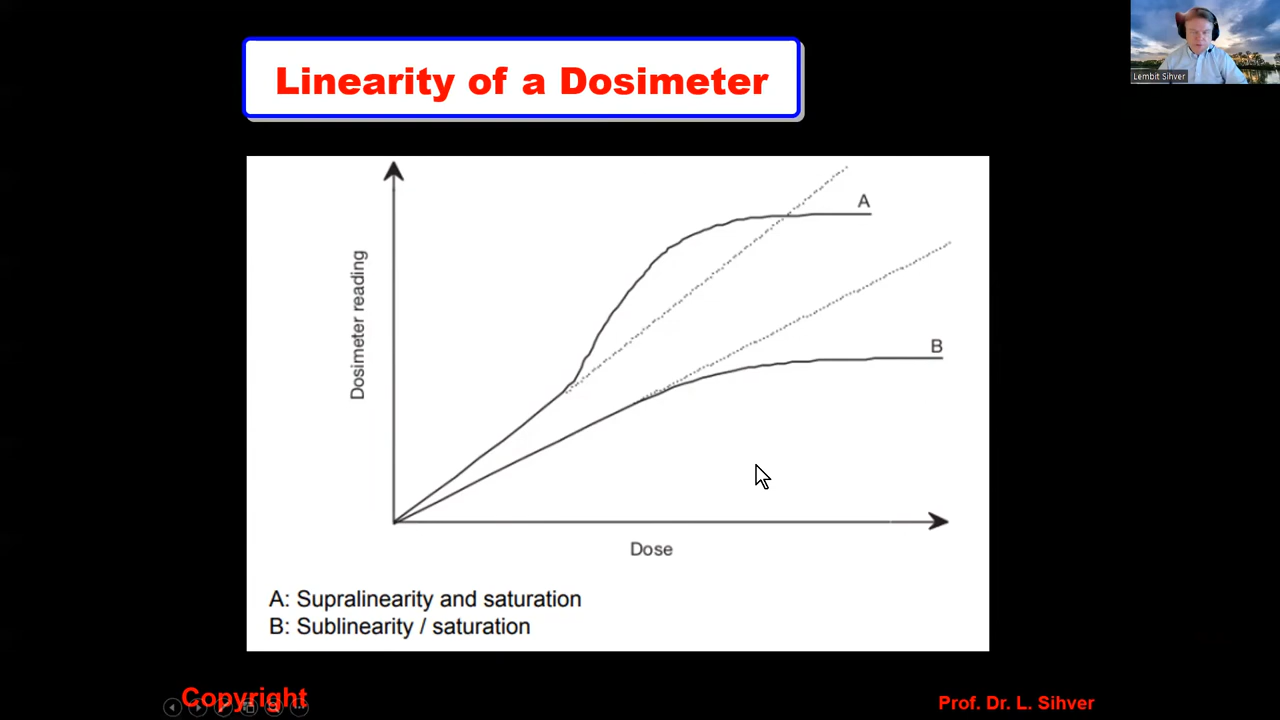 Linearity of a Dosimeter
Lembit Sihver
A
B
Dosimeter reading
Dose
A: Supralinearity and saturation
B: Sublinearity / saturation
Copyright
Prof. Dr. L. Sihver